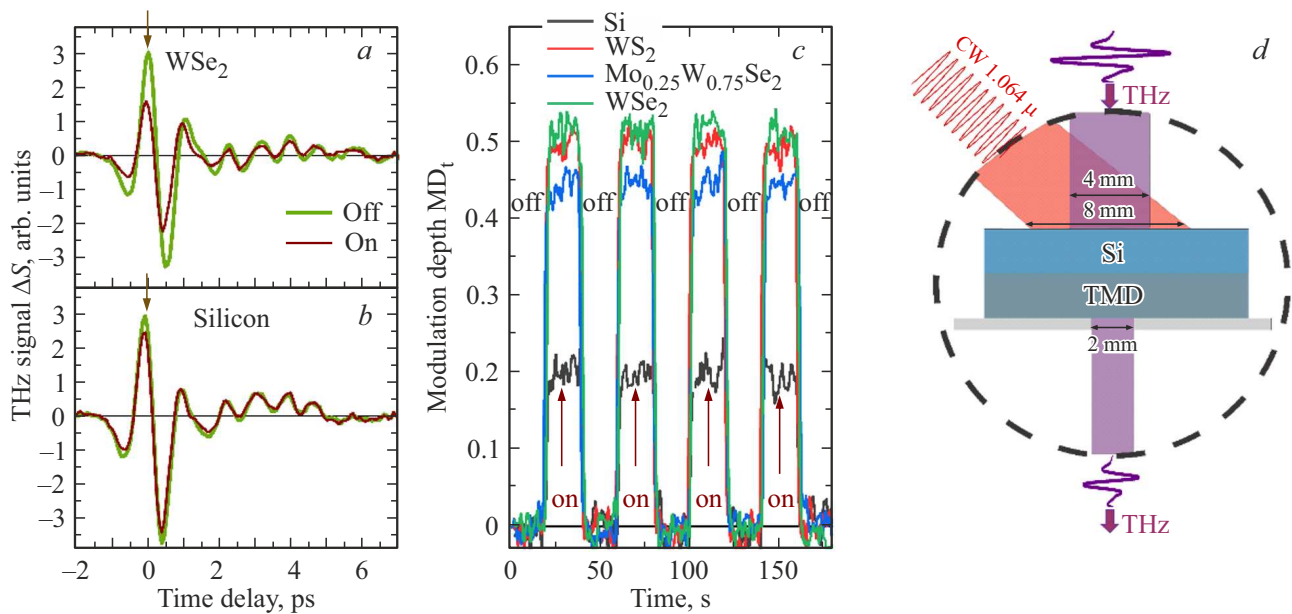 THz signal ΔS, arb. units
a
WSe2
3
2
1
0
−1
−2
−3
Off
On
b
Silicon
3
2
1
0
−1
−2
−3
−2
0
2
4
6
Time delay, ps
c
Si
WS2
Mo0.25W0.75Se2
WSe2
Modulation depth MDt
0.6
0.5
0.4
0.3
0.2
0.1
0
off
off
off
off
off
on
on
on
on
0
50
100
150
Time, s
d
CW 1.064 μ
THz
4 mm
8 mm
Si
TMD
2 mm
THz